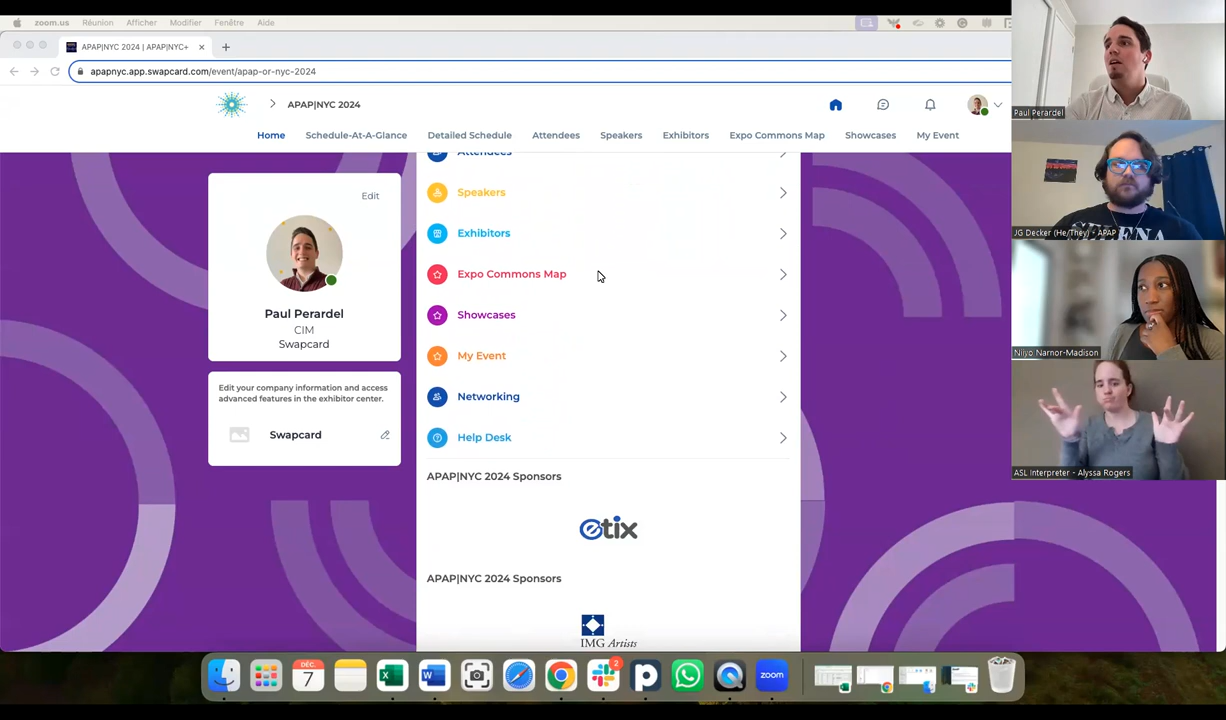 zoom.us Réunion Afficher Modifier Fenêtre Aide
APAP|NYC 2024 | APAP|NYC+
apapnyc.app.swapcard.com/event/apap-or-nyc-2024
APAP|NYC 2024
Home Schedule-At-A-Glance Detailed Schedule Attendees Speakers Exhibitors Expo Commons Map Showcases My Event
Edit
Paul Perardel
CIM
Swapcard
Edit your company information and access
advanced features in the exhibitor center.
Swapcard
Attendees
Speakers
Exhibitors
Expo Commons Map
Showcases
My Event
Networking
Help Desk
APAP|NYC 2024 Sponsors
etix
APAP|NYC 2024 Sponsors
IMG Artists
Paul Perardel
JG Decker (He/They) - APAP
Niiyo Narnor-Madison
ASL Interpreter - Alyssa Rogers
DÉC.
7
2
zoom